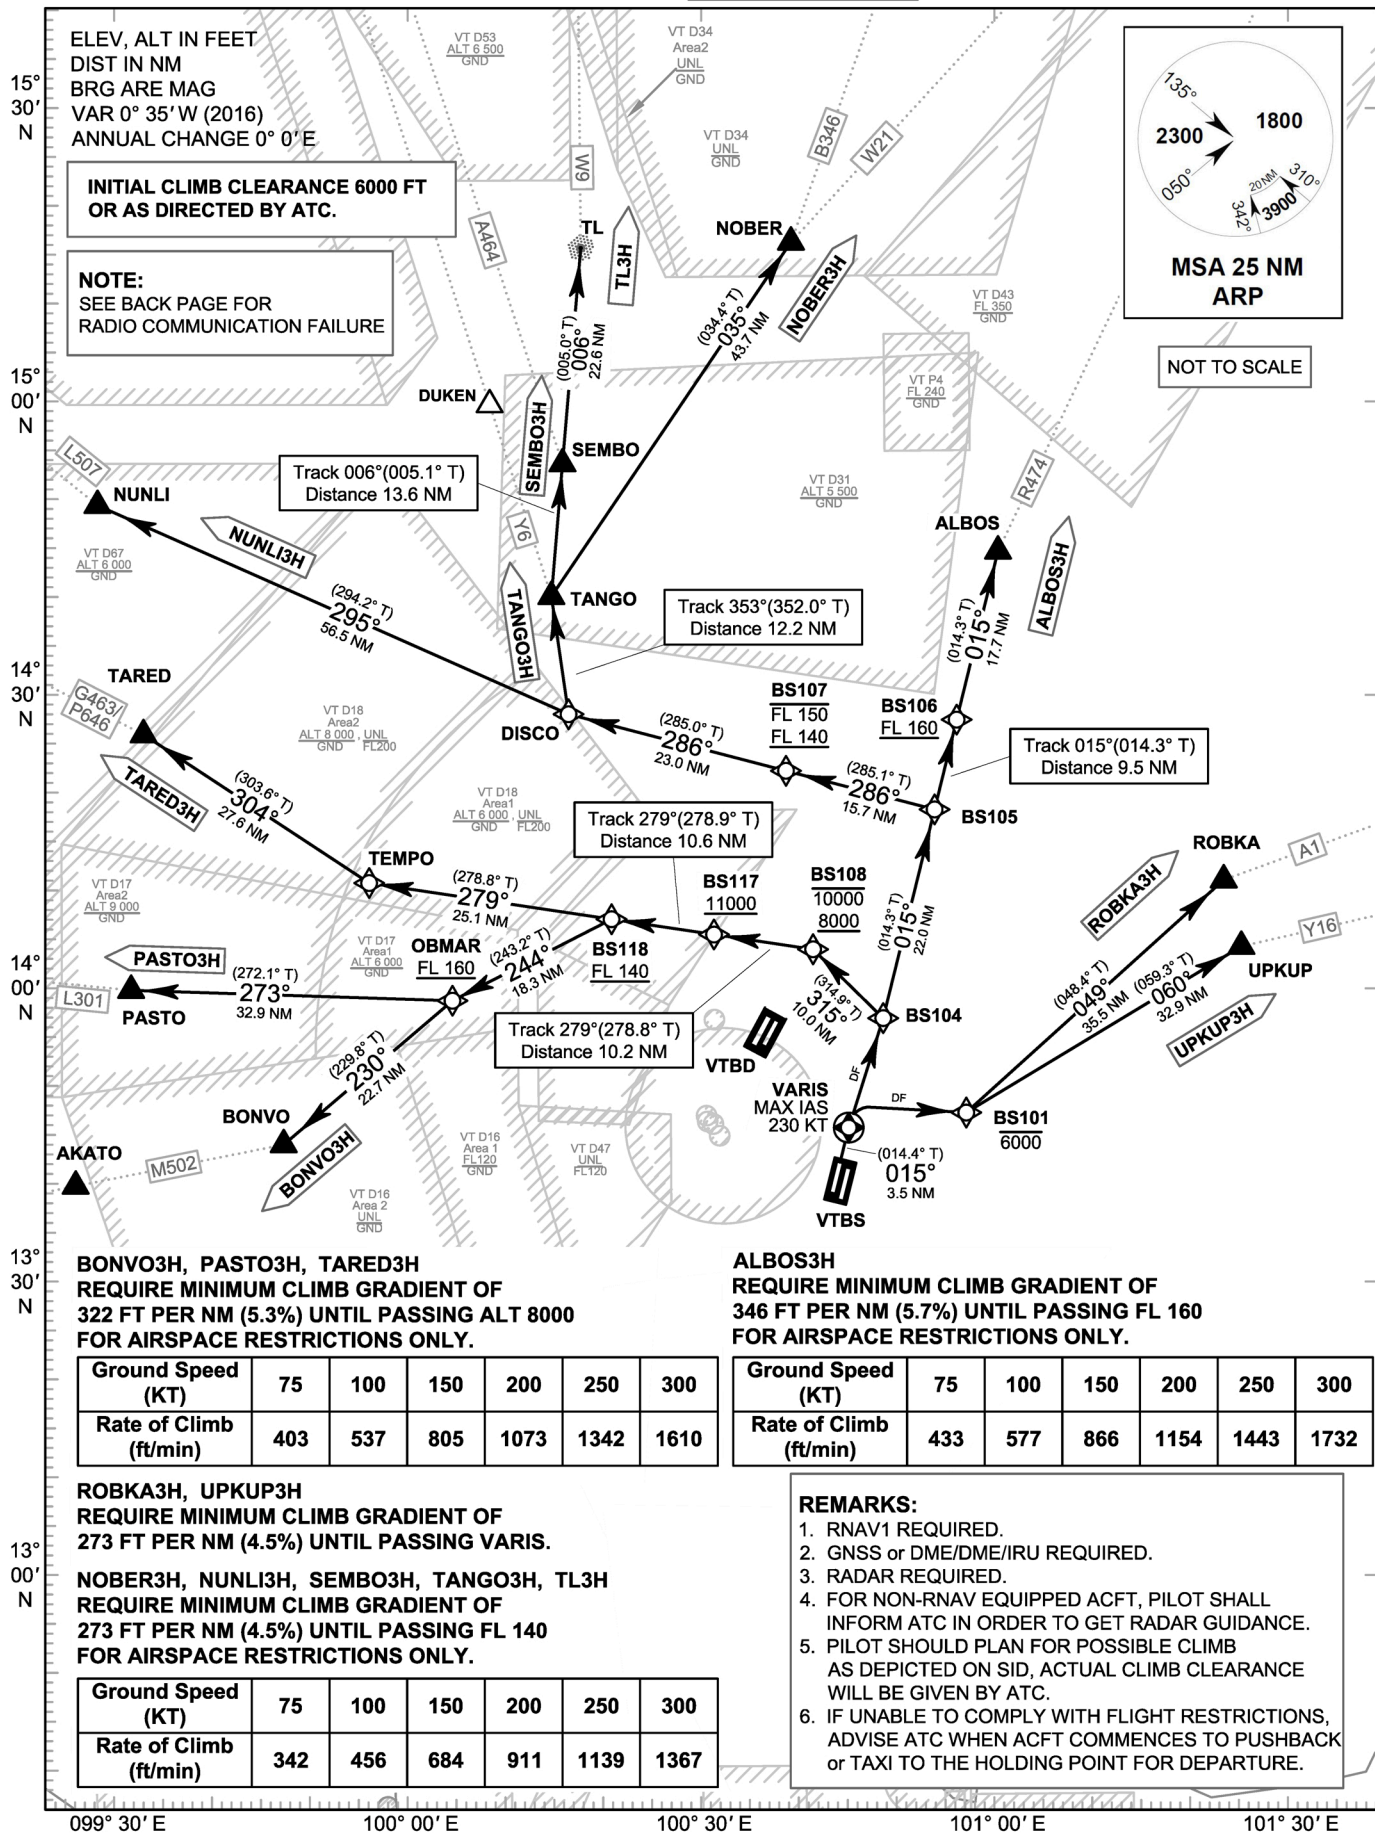 ELEV, ALT IN FEET
DIST IN NM
BRG ARE MAG
VAR 0° 35' W (2016)
ANNUAL CHANGE 0° 0' E
INITIAL CLIMB CLEARANCE 6000 FT
OR AS DIRECTED BY ATC.
NOTE:
SEE BACK PAGE FOR
RADIO COMMUNICATION FAILURE
15°
30'
N
15°
00'
N
14°
30'
N
14°
00'
N
13°
30'
N
13°
00'
N
VT D53
ALT 6 500
GND
VT D34
Area2
UNL
GND
VT D34
UNL
GND
B346
W21
W9
A464
135°
2300
1800
050°
20 NM
310°
342°
3900
MSA 25 NM
ARP
NOT TO SCALE
TL
TL3H
NOBER
NOBER3H
VT D43
FL 350
GND
(034.4° T)
035°
43.7 NM
(005.0° T)
006°
22.6 NM
VT P4
FL 240
GND
DUKEN
SEMBO3H
SEMBO
Track 006°(005.1° T)
Distance 13.6 NM
L507
NUNLI
NUNLI3H
VT D67
ALT 6 000
GND
(294.2° T)
295°
56.5 NM
Y6
TANGO3H
TANGO
VT D31
ALT 5 500
GND
R474
ALBOS
ALBOS3H
(014.3° T)
015°
17.7 NM
Track 353°(352.0° T)
Distance 12.2 NM
TARED
G463/
P646
TARED3H
(303.6° T)
304°
27.6 NM
VT D18
Area2
ALT 8 000 , UNL
GND FL200
DISCO
(285.0° T)
286°
23.0 NM
BS107
FL 150
FL 140
BS106
FL 160
Track 015°(014.3° T)
Distance 9.5 NM
(285.1° T)
286°
15.7 NM
BS105
VT D18
Area1
ALT 6 000 , UNL
GND FL200
Track 279°(278.9° T)
Distance 10.6 NM
TEMPO
(278.8° T)
279°
25.1 NM
BS117
11000
BS108
10000
8000
(014.3° T)
015°
22.0 NM
ROBKA
A1
ROBKA3H
Y16
UPKUP
UPKUP3H
(048.4° T)
049°
35.5 NM
(059.3° T)
060°
32.9 NM
VT D17
Area2
ALT 9 000
GND
VT D17
Area1
ALT 6 000
GND
OBMAR
FL 160
(243.2° T)
244°
18.3 NM
BS118
FL 140
PASTO3H
(272.1° T)
273°
32.9 NM
L301
PASTO
Track 279°(278.8° T)
Distance 10.2 NM
(314.9° T)
315°
10.0 NM
BS104
VTBD
DF
VARIS
MAX IAS
230 KT
DF
BS101
6000
(014.4° T)
015°
3.5 NM
VTBS
(229.8° T)
230°
22.7 NM
BONVO
BONVO3H
AKATO
M502
VT D16
Area 1
FL120
GND
VT D47
UNL
FL120
VT D16
Area 2
UNL
GND
BONVO3H, PASTO3H, TARED3H
REQUIRE MINIMUM CLIMB GRADIENT OF
322 FT PER NM (5.3%) UNTIL PASSING ALT 8000
FOR AIRSPACE RESTRICTIONS ONLY.
Ground Speed (KT) 75 100 150 200 250 300
Rate of Climb (ft/min) 403 537 805 1073 1342 1610
ALBOS3H
REQUIRE MINIMUM CLIMB GRADIENT OF
346 FT PER NM (5.7%) UNTIL PASSING FL 160
FOR AIRSPACE RESTRICTIONS ONLY.
Ground Speed (KT) 75 100 150 200 250 300
Rate of Climb (ft/min) 433 577 866 1154 1443 1732
ROBKA3H, UPKUP3H
REQUIRE MINIMUM CLIMB GRADIENT OF
273 FT PER NM (4.5%) UNTIL PASSING VARIS.
NOBER3H, NUNLI3H, SEMBO3H, TANGO3H, TL3H
REQUIRE MINIMUM CLIMB GRADIENT OF
273 FT PER NM (4.5%) UNTIL PASSING FL 140
FOR AIRSPACE RESTRICTIONS ONLY.
Ground Speed (KT) 75 100 150 200 250 300
Rate of Climb (ft/min) 342 456 684 911 1139 1367
REMARKS:
1. RNAV1 REQUIRED.
2. GNSS or DME/DME/IRU REQUIRED.
3. RADAR REQUIRED.
4. FOR NON-RNAV EQUIPPED ACFT, PILOT SHALL
INFORM ATC IN ORDER TO GET RADAR GUIDANCE.
5. PILOT SHOULD PLAN FOR POSSIBLE CLIMB
AS DEPICTED ON SID, ACTUAL CLIMB CLEARANCE
WILL BE GIVEN BY ATC.
6. IF UNABLE TO COMPLY WITH FLIGHT RESTRICTIONS,
ADVISE ATC WHEN ACFT COMMENCES TO PUSHBACK
or TAXI TO THE HOLDING POINT FOR DEPARTURE.
099° 30' E
100° 00' E
100° 30' E
101° 00' E
101° 30' E